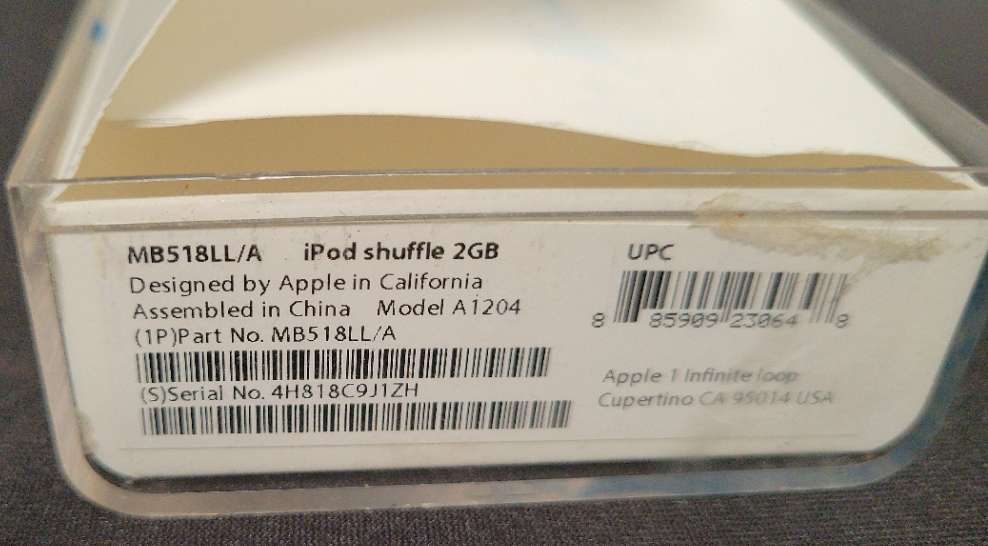 MB518LL/A iPod shuffle 2GB
Designed by Apple in California
Assembled in China Model A1204
(1P)Part No. MB518LL/A
(S)Serial No. 4H818C9J1ZH
UPC
8 85909 23064 8
Apple 1 Infinite loop
Cupertino CA 95014 USA